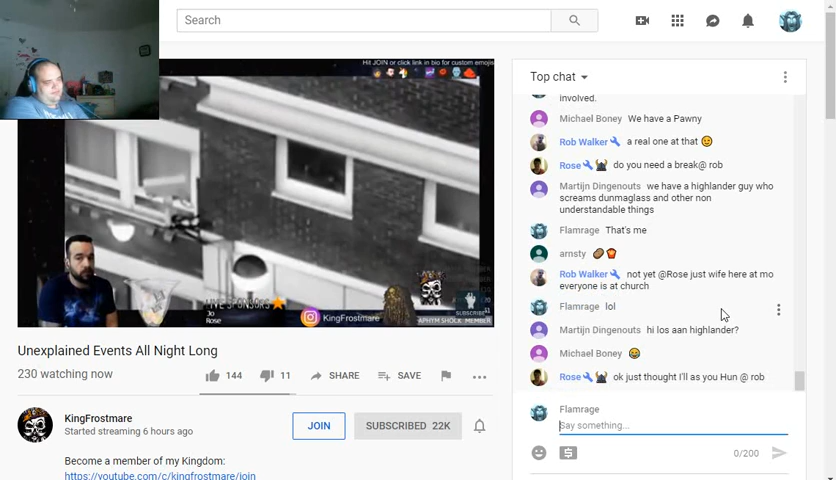 Search
Hit JOIN or click link in bio for custom emojis
LIVE SPONSORS
Jo
Rose
KingFrostmare
SUBSCRIBE
APHYM SHOCK MEMBER
Unexplained Events All Night Long
230 watching now
144
11
SHARE
SAVE
KingFrostmare
Started streaming 6 hours ago
JOIN
SUBSCRIBED 22K
Become a member of my Kingdom:
https://youtube.com/c/kingfrostmare/join
Top chat
involved.
Michael Boney We have a Pawny
Rob Walker a real one at that 😉
Rose do you need a break@ rob
Martijn Dingenouts we have a highlander guy who
screams dunmaglass and other non
understandable things
Flamrage That's me
arnsty 🥔🍞
Rob Walker not yet @Rose just wife here at mo
everyone is at church
Flamrage lol
Martijn Dingenouts hi los aan highlander?
Michael Boney 😂
Rose ok just thought I'll as you Hun @ rob
Flamrage
Say something...
0/200